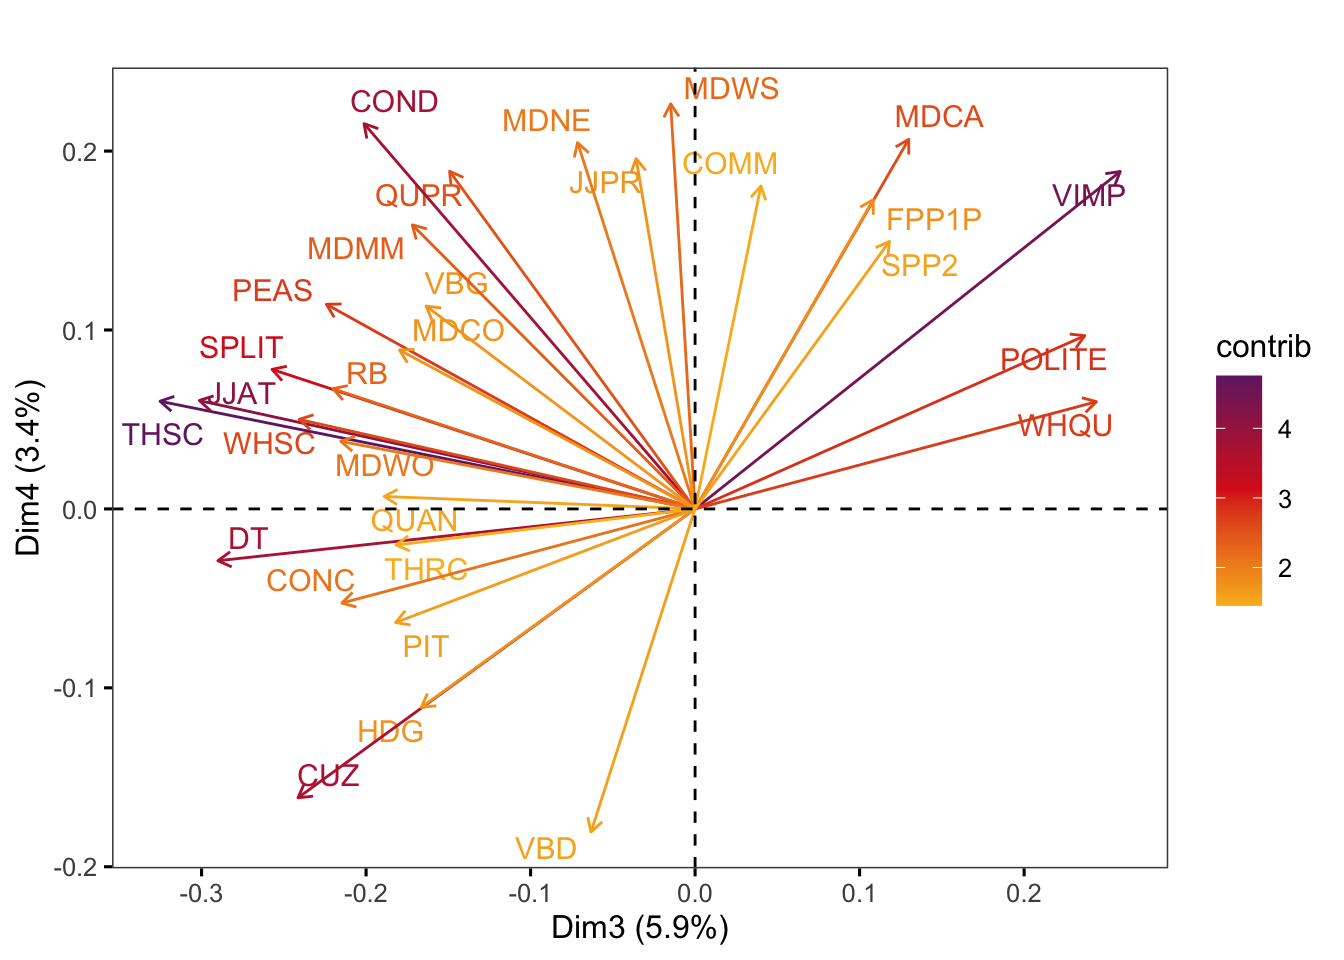 COND
MDWS
MDNE
MDCA
COMM
JJPR
QUPR
VIMP
FPP1P
MDMM
SPP2
VBG
PEAS
MDCO
SPLIT
POLITE
RB
JJAT
WHQU
THSC
WHSC
MDWO
QUAN
DT
THRC
CONC
PIT
HDG
CUZ
VBD
0.2
0.1
0.0
-0.1
-0.2
Dim4 (3.4%)
-0.3
-0.2
-0.1
0.0
0.1
0.2
Dim3 (5.9%)
contrib
4
3
2